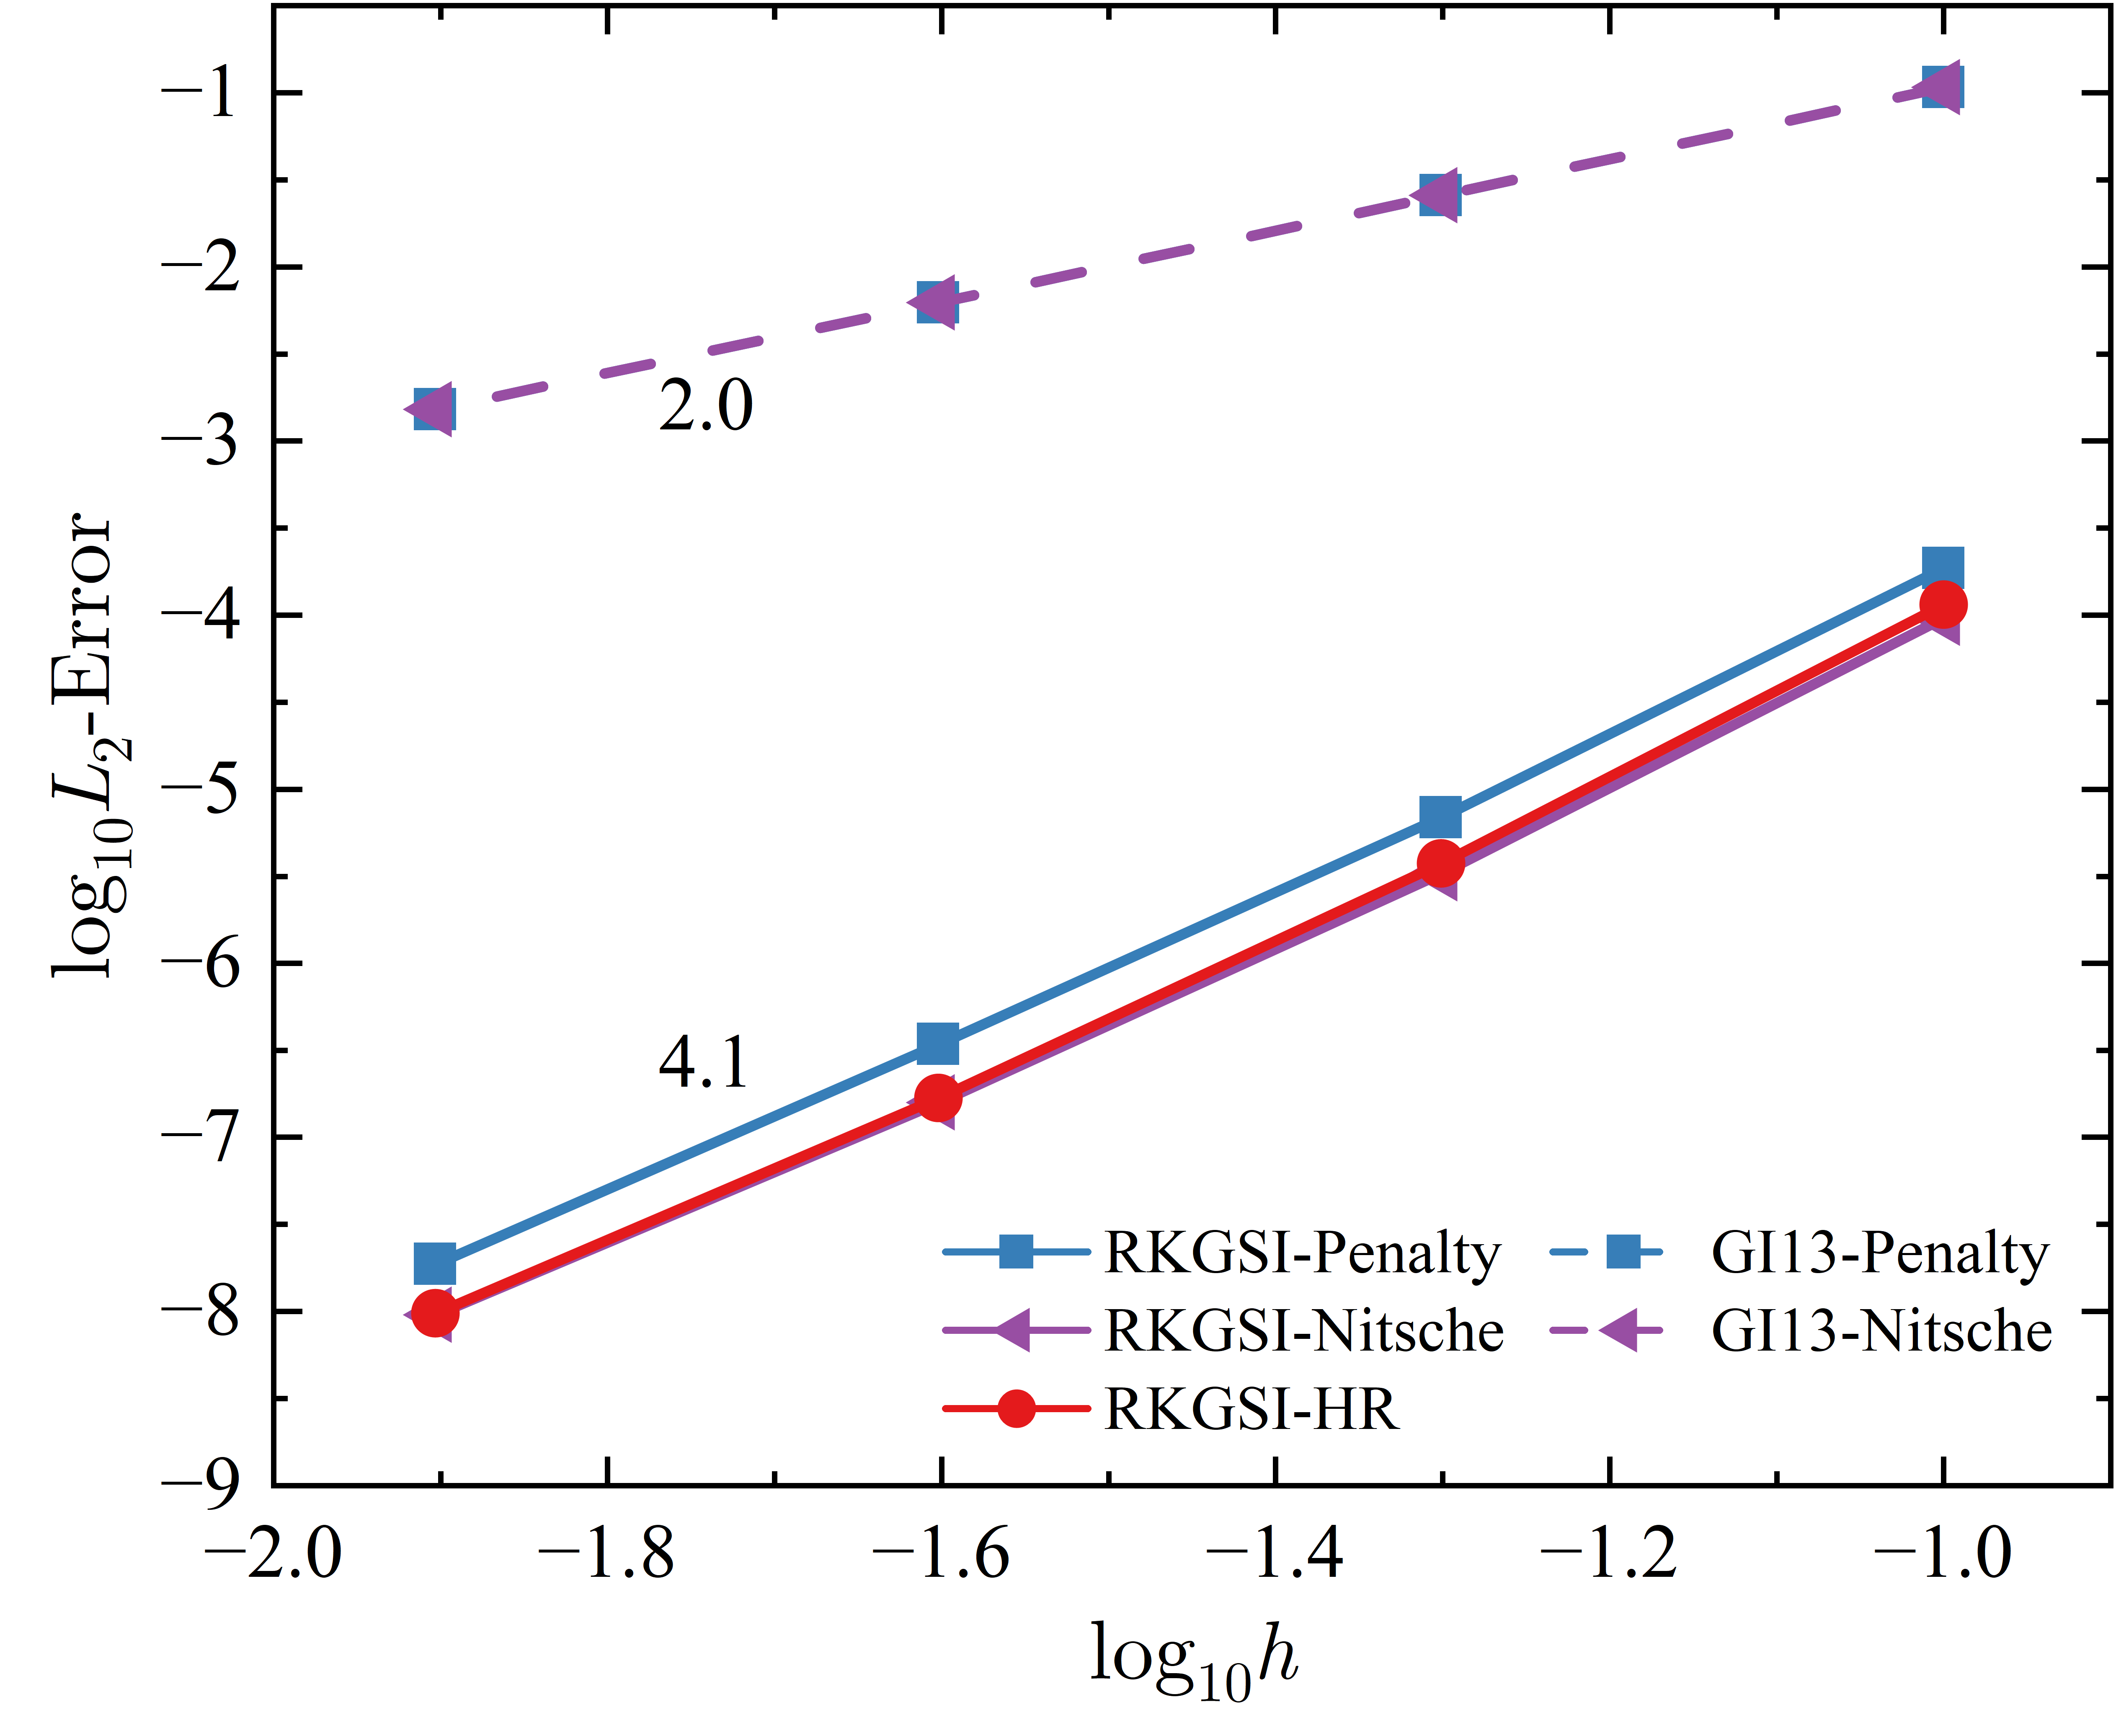 −1
−2
−3
−4
−5
−6
−7
−8
−9
log₁₀L₂-Error
2.0
4.1
RKGSI-Penalty GI13-Penalty
RKGSI-Nitsche GI13-Nitsche
RKGSI-HR
−2.0 −1.8 −1.6 −1.4 −1.2 −1.0
log₁₀h